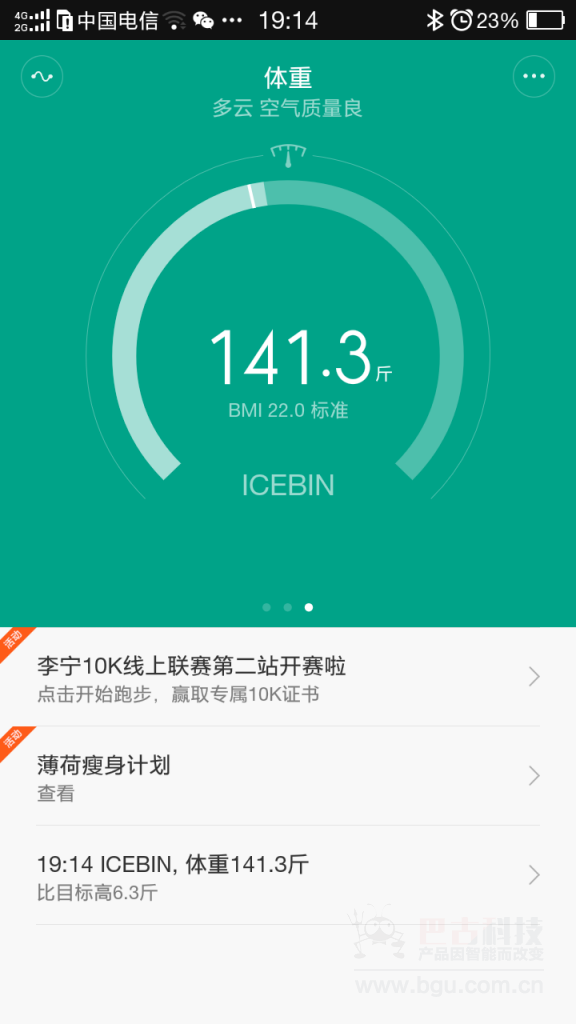 4G 2G 中国电信 19:14 23%
体重
多云 空气质量良
141.3斤
BMI 22.0 标准
ICEBIN
活动
李宁10K线上联赛第二站开赛啦
点击开始跑步，赢取专属10K证书
活动
薄荷瘦身计划
查看
19:14 ICEBIN, 体重141.3斤
比目标高6.3斤
巴古科技
产品因智能而改变
www.bgu.com.cn